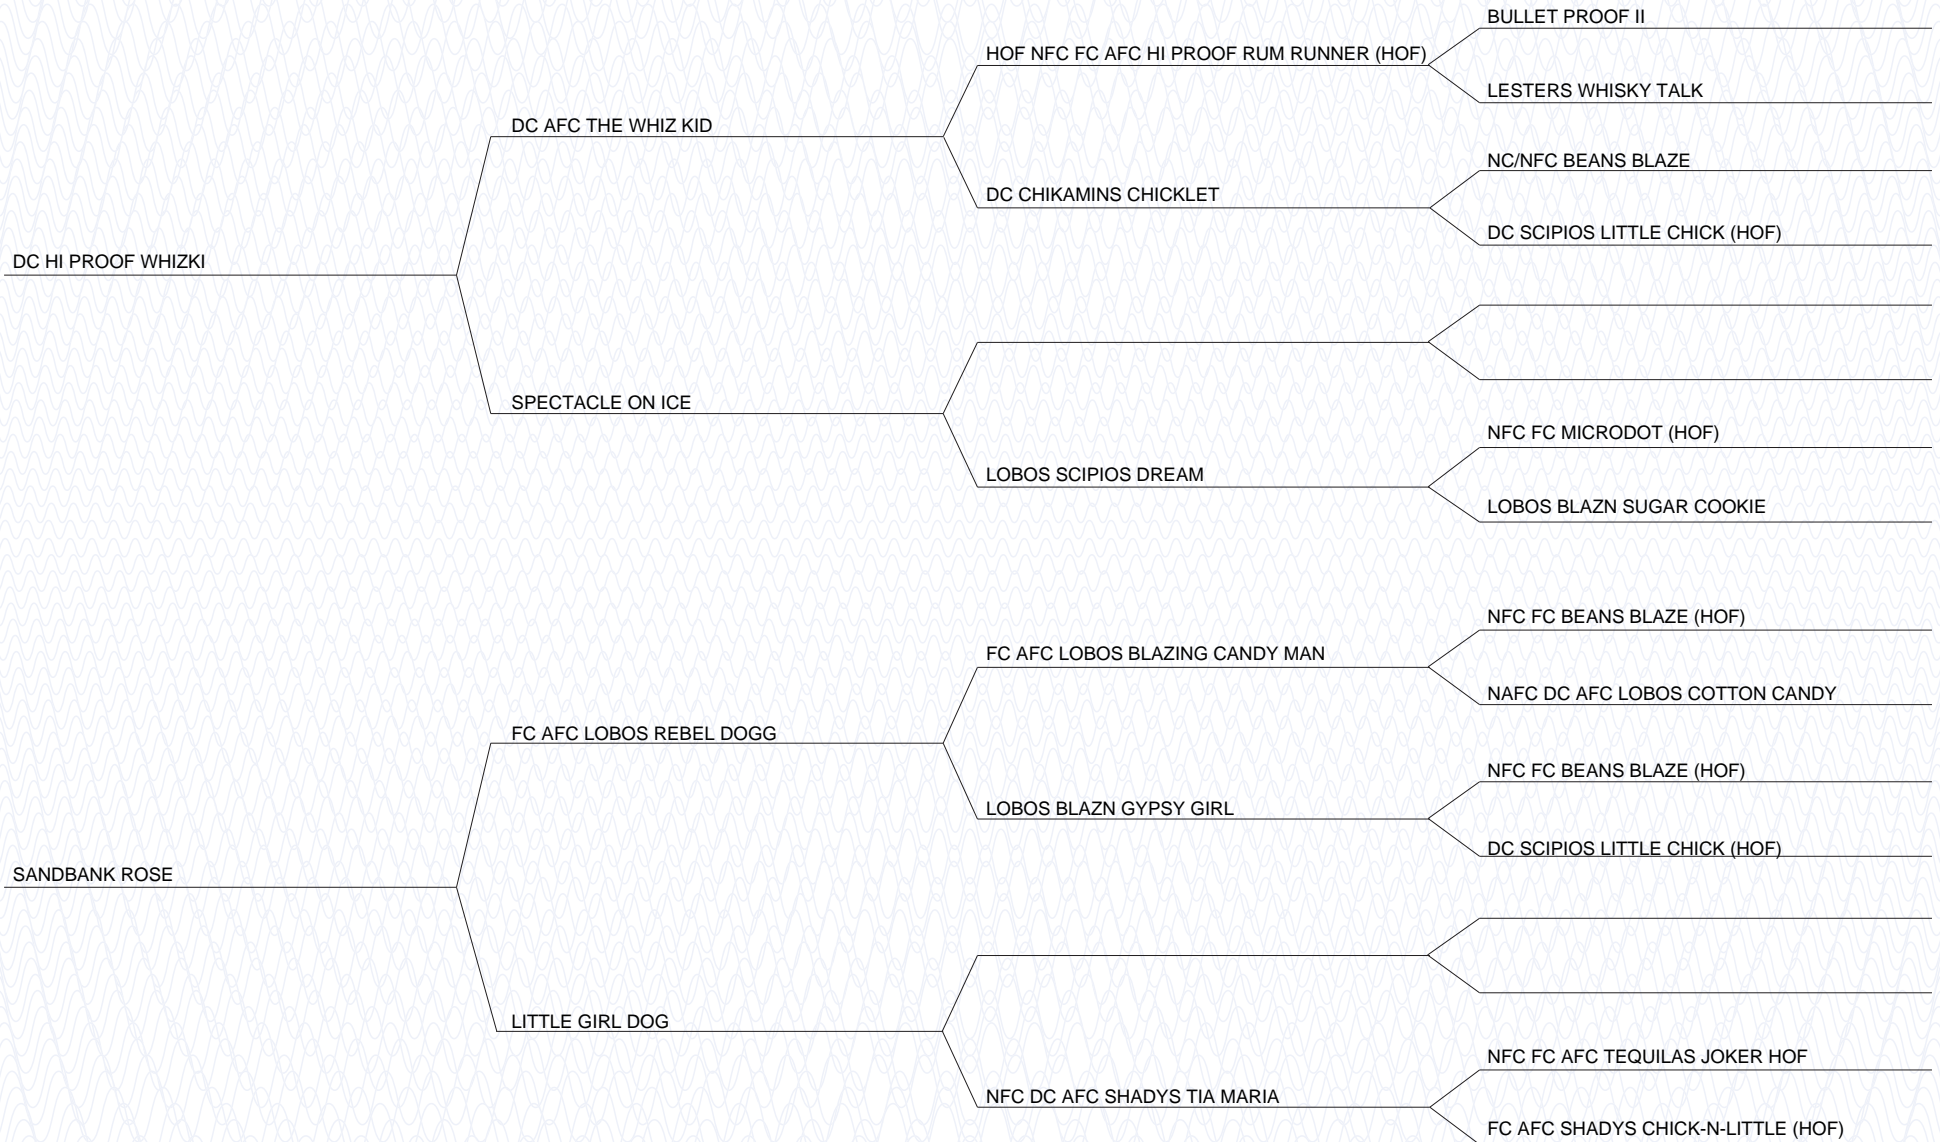 BULLET PROOF II
HOF NFC FC AFC HI PROOF RUM RUNNER (HOF)
LESTERS WHISKY TALK
DC AFC THE WHIZ KID
NC/NFC BEANS BLAZE
DC CHIKAMINS CHICKLET
DC SCIPIOS LITTLE CHICK (HOF)
DC HI PROOF WHIZKI
SPECTACLE ON ICE
NFC FC MICRODOT (HOF)
LOBOS SCIPIOS DREAM
LOBOS BLAZN SUGAR COOKIE
NFC FC BEANS BLAZE (HOF)
FC AFC LOBOS BLAZING CANDY MAN
NAFC DC AFC LOBOS COTTON CANDY
FC AFC LOBOS REBEL DOGG
NFC FC BEANS BLAZE (HOF)
LOBOS BLAZN GYPSY GIRL
DC SCIPIOS LITTLE CHICK (HOF)
SANDBANK ROSE
LITTLE GIRL DOG
NFC FC AFC TEQUILAS JOKER HOF
NFC DC AFC SHADYS TIA MARIA
FC AFC SHADYS CHICK-N-LITTLE (HOF)